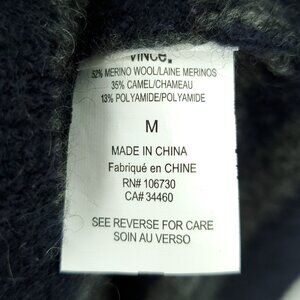 VINCE.
52% MERINO WOOL/LAINE MERINOS
35% CAMEL/CHAMEAU
13% POLYAMIDE/POLYAMIDE
M
MADE IN CHINA
Fabriqué en CHINE
RN# 106730
CA# 34460
SEE REVERSE FOR CARE
SOIN AU VERSO